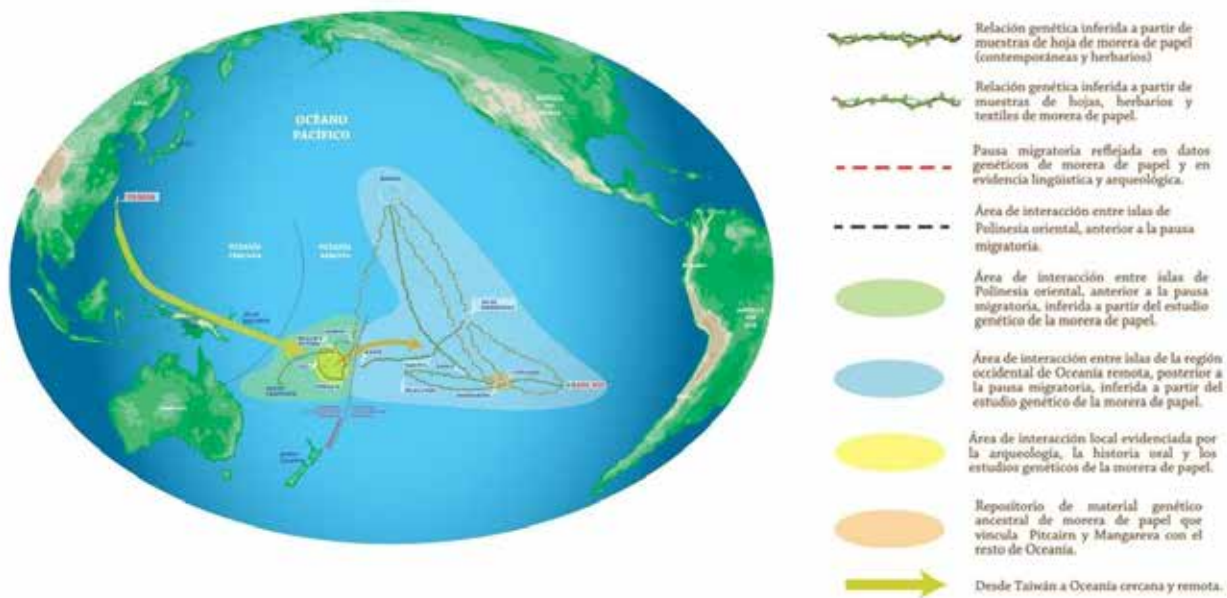 OCÉANO
PACÍFICO
TAIWÁN
OCEANÍA
CERCANA
OCEANÍA
REMOTA
RAPA NUI
Relación genética inferida a partir de
muestras de hoja de morera de papel
(contemporáneas y herbarios)
Relación genética inferida a partir de
muestras de hojas, herbarios y
textiles de morera de papel.
Pausa migratoria reflejada en datos
genéticos de morera de papel y en
evidencia lingüística y arqueológica.
Área de interacción entre islas de
Polinesia oriental, anterior a la pausa
migratoria.
Área de interacción entre islas de
Polinesia oriental, anterior a la pausa
migratoria, inferida a partir del estudio
genético de la morera de papel.
Área de interacción entre islas de la región
occidental de Oceanía remota, posterior a
la pausa migratoria, inferida a partir del
estudio genético de la morera de papel.
Área de interacción local evidenciada por
la arqueología, la historia oral y los
estudios genéticos de la morera de papel.
Repositorio de material genético
ancestral de morera de papel que
vincula Pitcairn y Mangareva con el
resto de Oceanía.
Desde Taiwán a Oceanía cercana y remota.